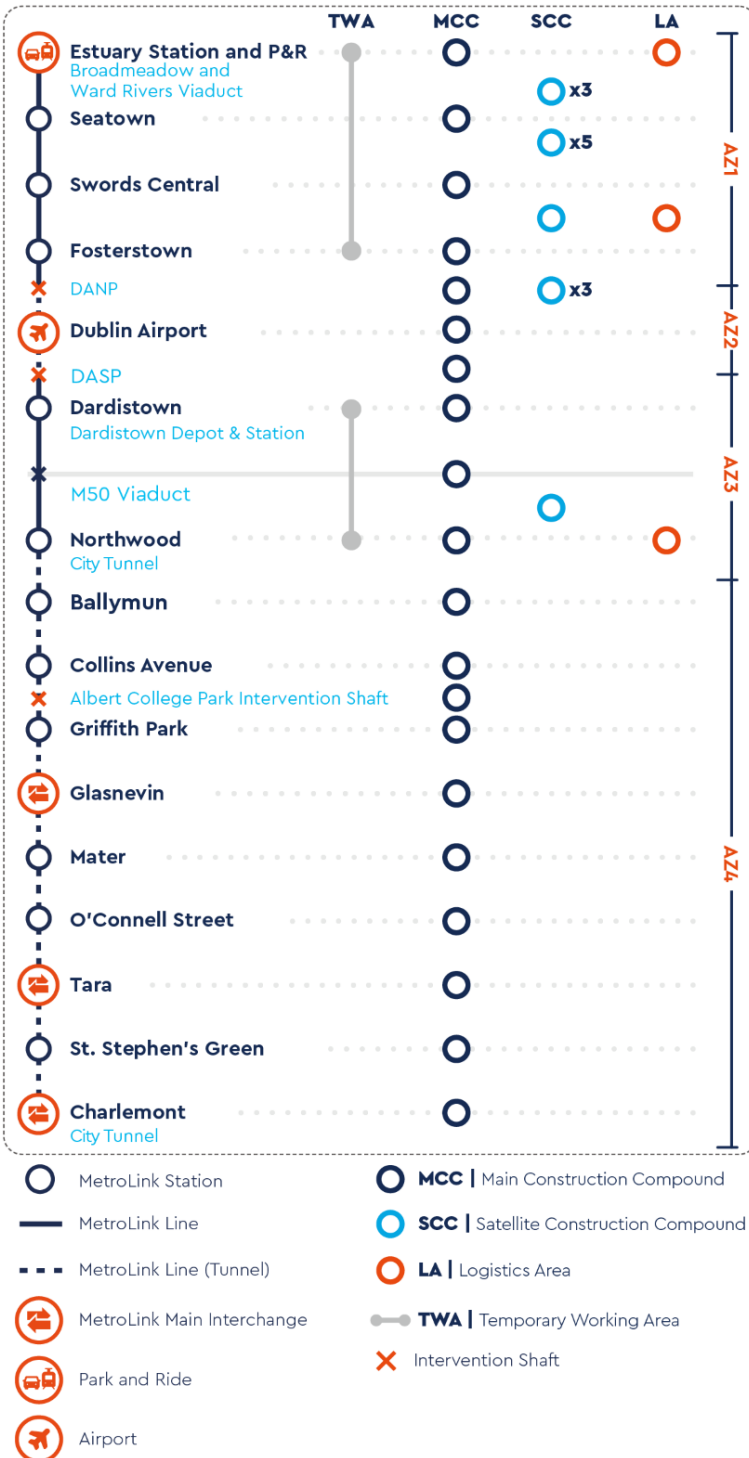 TWA MCC SCC LA
Estuary Station and P&R
Broadmeadow and
Ward Rivers Viaduct
x3
Seatown
x5
AZ1
Swords Central
Fosterstown
DANP
x3
AZ2
Dublin Airport
DASP
Dardistown
Dardistown Depot & Station
AZ3
M50 Viaduct
Northwood
City Tunnel
Ballymun
Collins Avenue
Albert College Park Intervention Shaft
Griffith Park
Glasnevin
Mater
AZ4
O'Connell Street
Tara
St. Stephen's Green
Charlemont
City Tunnel
MetroLink Station
MetroLink Line
MetroLink Line (Tunnel)
MetroLink Main Interchange
Park and Ride
Airport
MCC | Main Construction Compound
SCC | Satellite Construction Compound
LA | Logistics Area
TWA | Temporary Working Area
Intervention Shaft